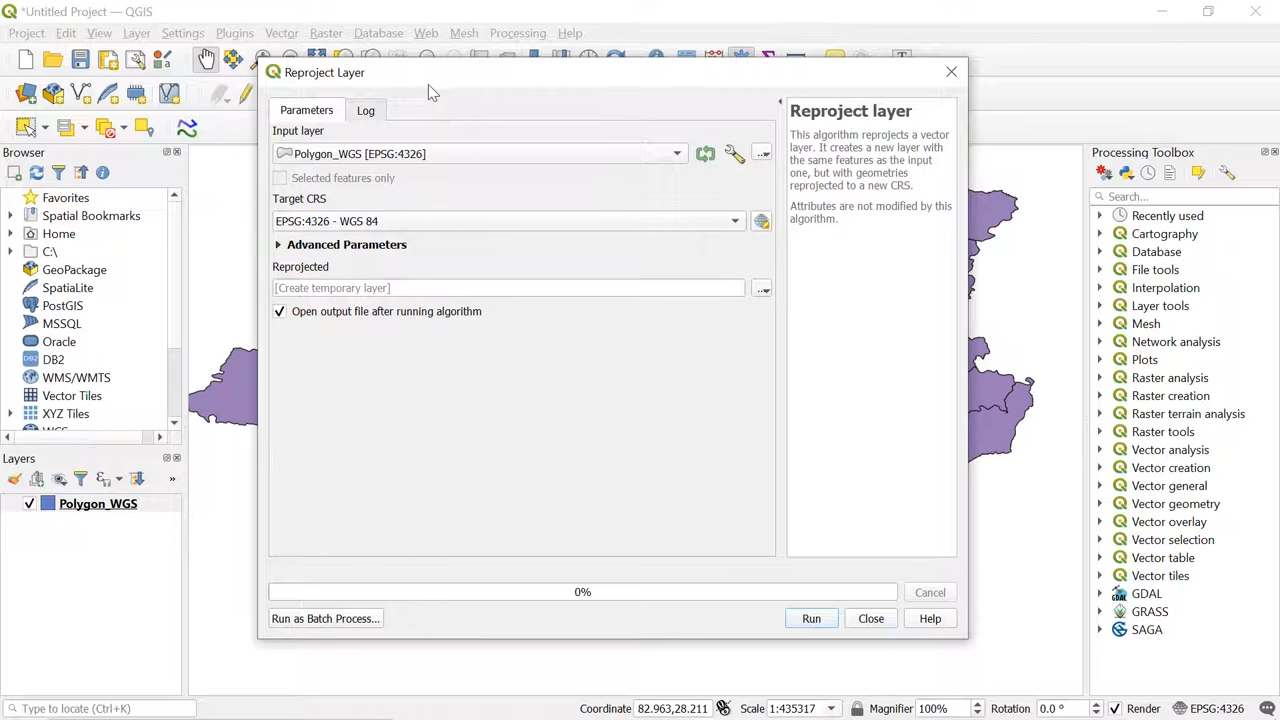 *Untitled Project — QGIS
Project Edit View Layer Settings Plugins Vector Raster Database Web Mesh Processing Help
Reproject Layer
Parameters
Log
Input layer
Polygon_WGS [EPSG:4326]
Selected features only
Target CRS
EPSG:4326 - WGS 84
Advanced Parameters
Reprojected
[Create temporary layer]
Open output file after running algorithm
0%
Cancel
Run as Batch Process...
Run
Close
Help
Reproject layer
This algorithm reprojects a vector
layer. It creates a new layer with
the same features as the input
one, but with geometries
reprojected to a new CRS.
Attributes are not modified by this
algorithm.
Browser
Favorites
Spatial Bookmarks
Home
C:\
GeoPackage
SpatiaLite
PostGIS
MSSQL
Oracle
DB2
DB2
WMS/WMTS
Vector Tiles
XYZ Tiles
Layers
Polygon_WGS
Processing Toolbox
Search...
Recently used
Cartography
Database
File tools
Interpolation
Layer tools
Mesh
Network analysis
Plots
Raster analysis
Raster creation
Raster terrain analysis
Raster tools
Vector analysis
Vector creation
Vector general
Vector geometry
Vector overlay
Vector selection
Vector table
Vector tiles
GDAL
GRASS
SAGA
Type to locate (Ctrl+K)
Coordinate 82.963,28.211
Scale 1:435317
Magnifier 100%
Rotation 0.0 °
Render
EPSG:4326